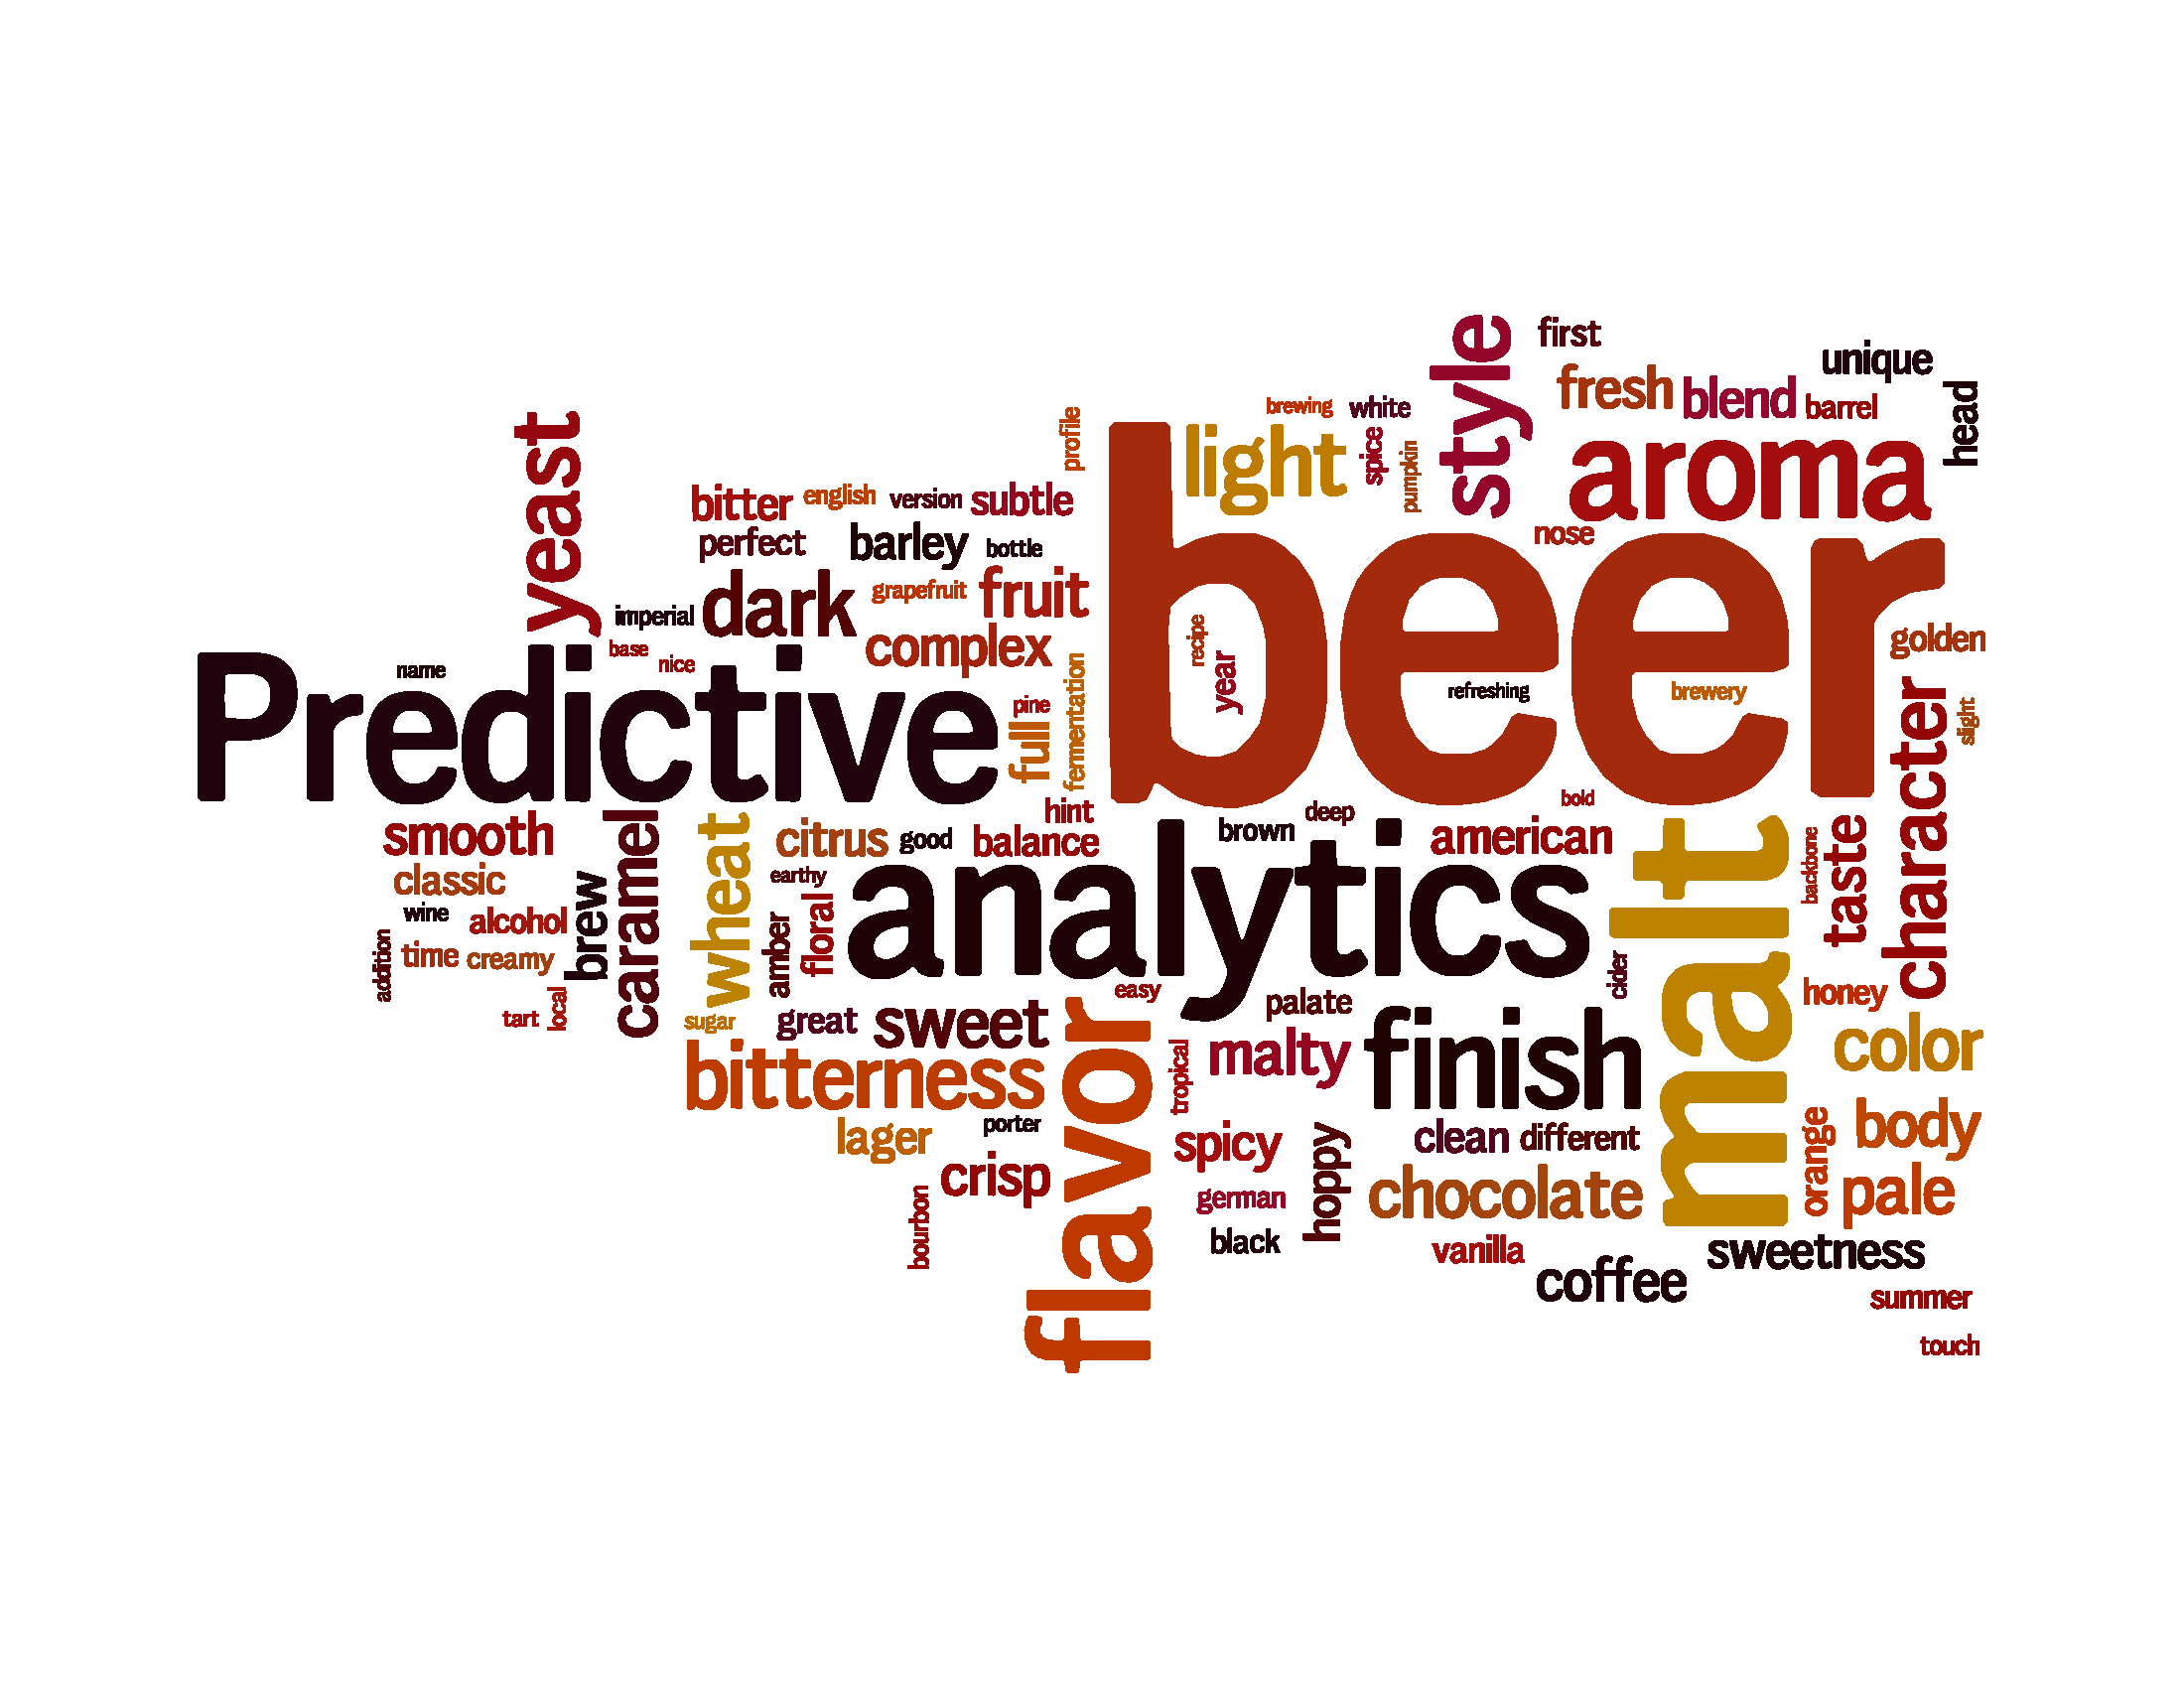 first
unique
style
fresh
blend
barrel
head
brewing
white
profile
yeast
light
spice
pumpkin
aroma
bitter
english
version
subtle
nose
perfect
barley
bottle
beer
dark
grapefruit
fruit
imperial
complex
base
nice
name
recipe
year
golden
Predictive
pine
full
fermentation
refreshing
brewery
character
slight
hint
deep
bold
smooth
caramel
wheat
citrus
good
balance
brown
american
malt
backbone
taste
classic
earthy
analytics
wine
alcohol
brew
amber
floral
addition
time
creamy
cider
tart
local
sugar
great
sweet
easy
palate
honey
bitterness
flavor
tropical
malty
finish
color
lager
porter
spicy
hoppy
clean
different
orange
body
crisp
bourbon
german
chocolate
pale
black
vanilla
coffee
sweetness
summer
touch